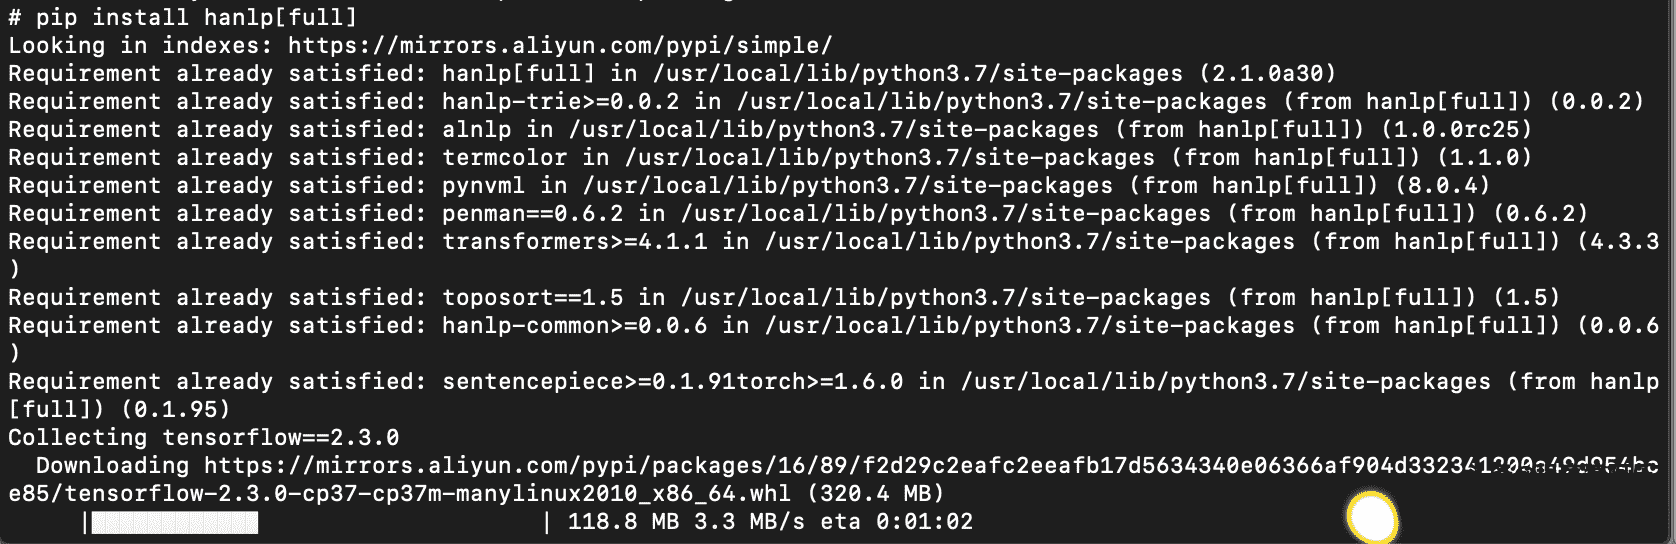 # pip install hanlp[full]
Looking in indexes: https://mirrors.aliyun.com/pypi/simple/
Requirement already satisfied: hanlp[full] in /usr/local/lib/python3.7/site-packages (2.1.0a30)
Requirement already satisfied: hanlp-trie>=0.0.2 in /usr/local/lib/python3.7/site-packages (from hanlp[full]) (0.0.2)
Requirement already satisfied: alnlp in /usr/local/lib/python3.7/site-packages (from hanlp[full]) (1.0.0rc25)
Requirement already satisfied: termcolor in /usr/local/lib/python3.7/site-packages (from hanlp[full]) (1.1.0)
Requirement already satisfied: pynvml in /usr/local/lib/python3.7/site-packages (from hanlp[full]) (8.0.4)
Requirement already satisfied: penman==0.6.2 in /usr/local/lib/python3.7/site-packages (from hanlp[full]) (0.6.2)
Requirement already satisfied: transformers>=4.1.1 in /usr/local/lib/python3.7/site-packages (from hanlp[full]) (4.3.3
)
Requirement already satisfied: toposort==1.5 in /usr/local/lib/python3.7/site-packages (from hanlp[full]) (1.5)
Requirement already satisfied: hanlp-common>=0.0.6 in /usr/local/lib/python3.7/site-packages (from hanlp[full]) (0.0.6
)
Requirement already satisfied: sentencepiece>=0.1.91torch>=1.6.0 in /usr/local/lib/python3.7/site-packages (from hanlp
[full]) (0.1.95)
Collecting tensorflow==2.3.0
Downloading
e85/tensorflow-2.3.0-cp37-cp37m-manylinux2010_x86_64.whl (320.4 MB)
| | 118.8 MB 3.3 MB/s eta 0:01:02